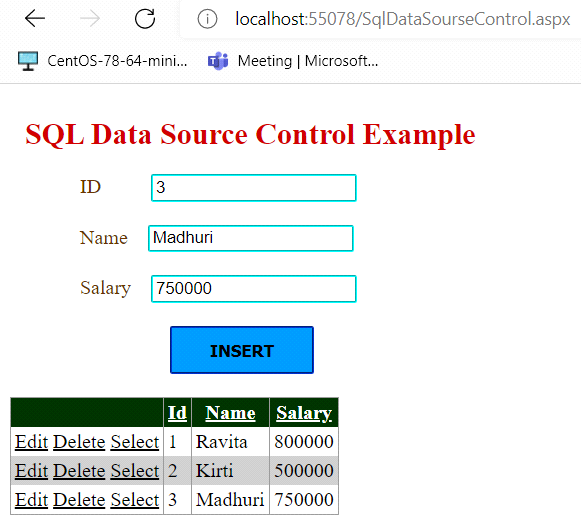 localhost:55078/SqlDataSourseControl.aspx
CentOS-78-64-mini... Meeting | Microsoft...
SQL Data Source Control Example
ID 3
Name Madhuri
Salary 750000
INSERT
Id Name Salary
Edit Delete Select 1 Ravita 800000
Edit Delete Select 2 Kirti 500000
Edit Delete Select 3 Madhuri 750000